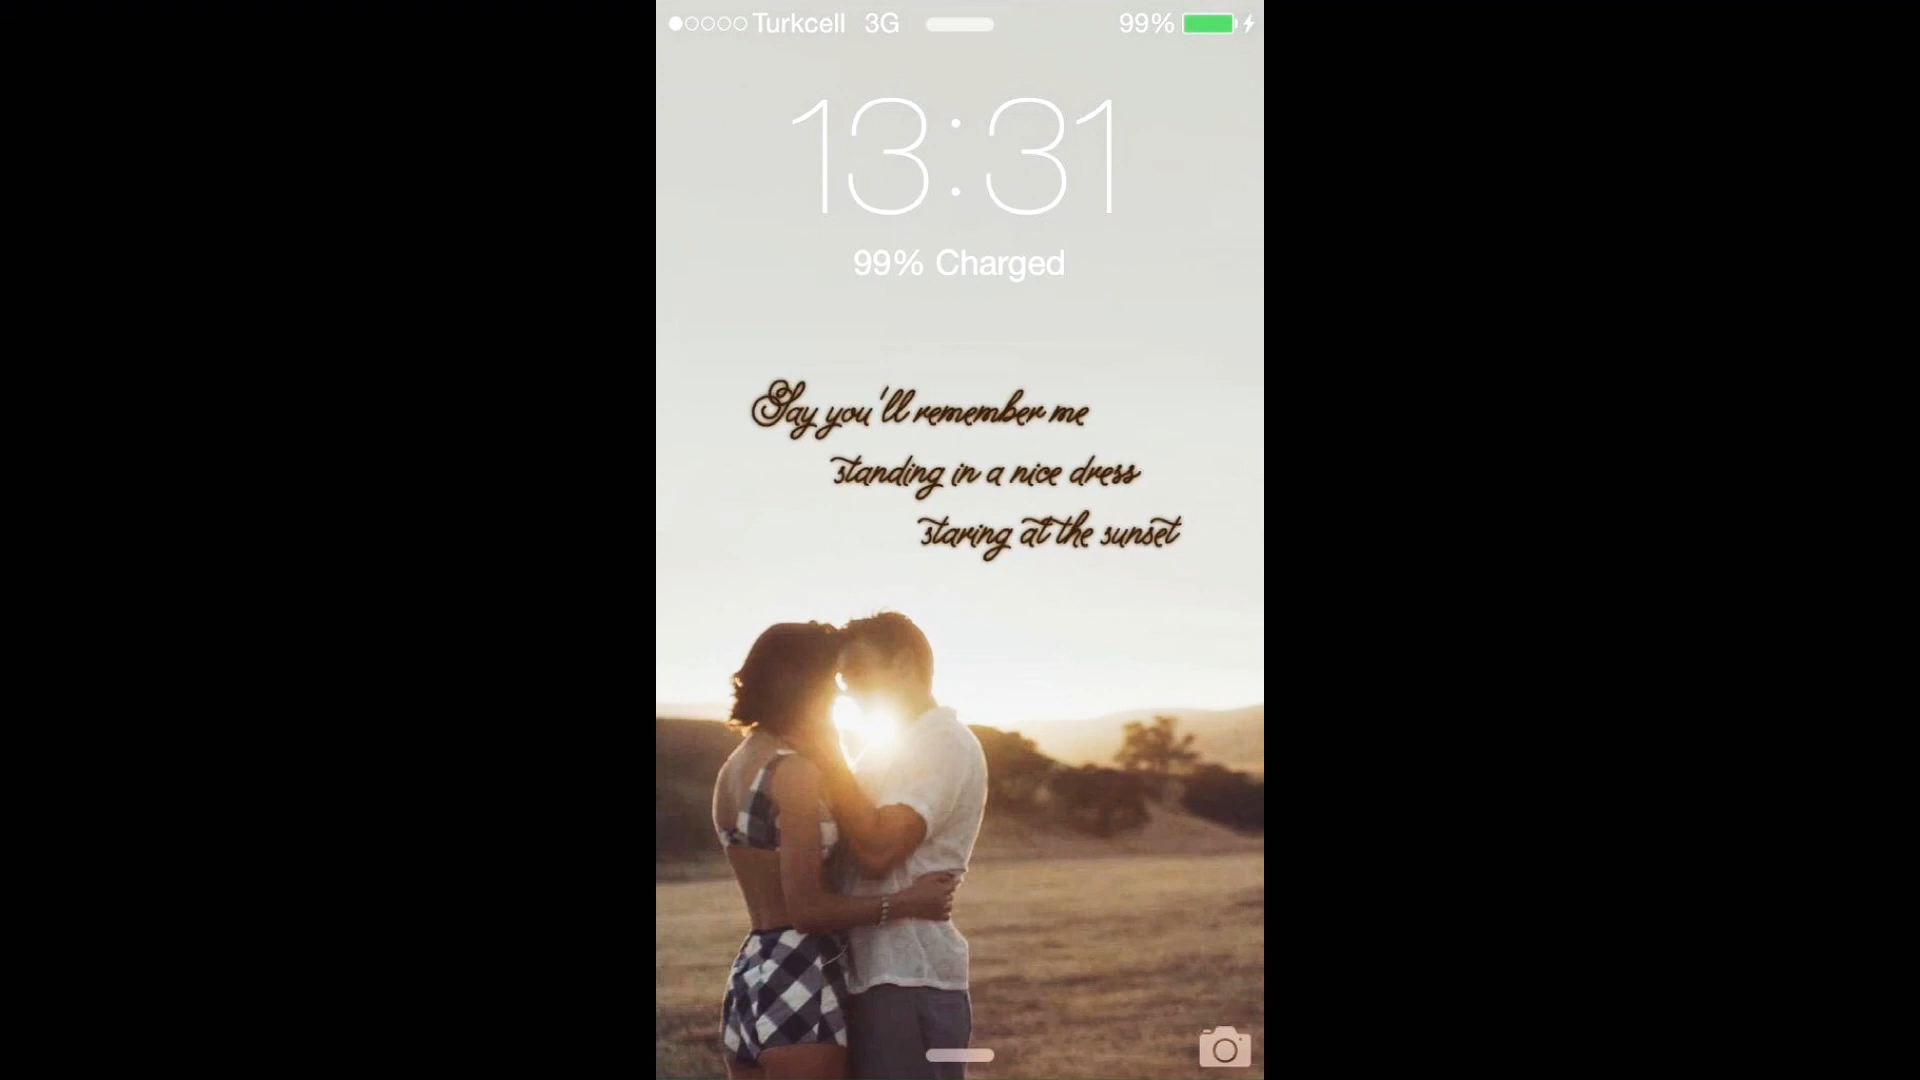 Turkcell 3G 99%
13:31
99% Charged
Say you'll remember me
standing in a nice dress
staring at the sunset